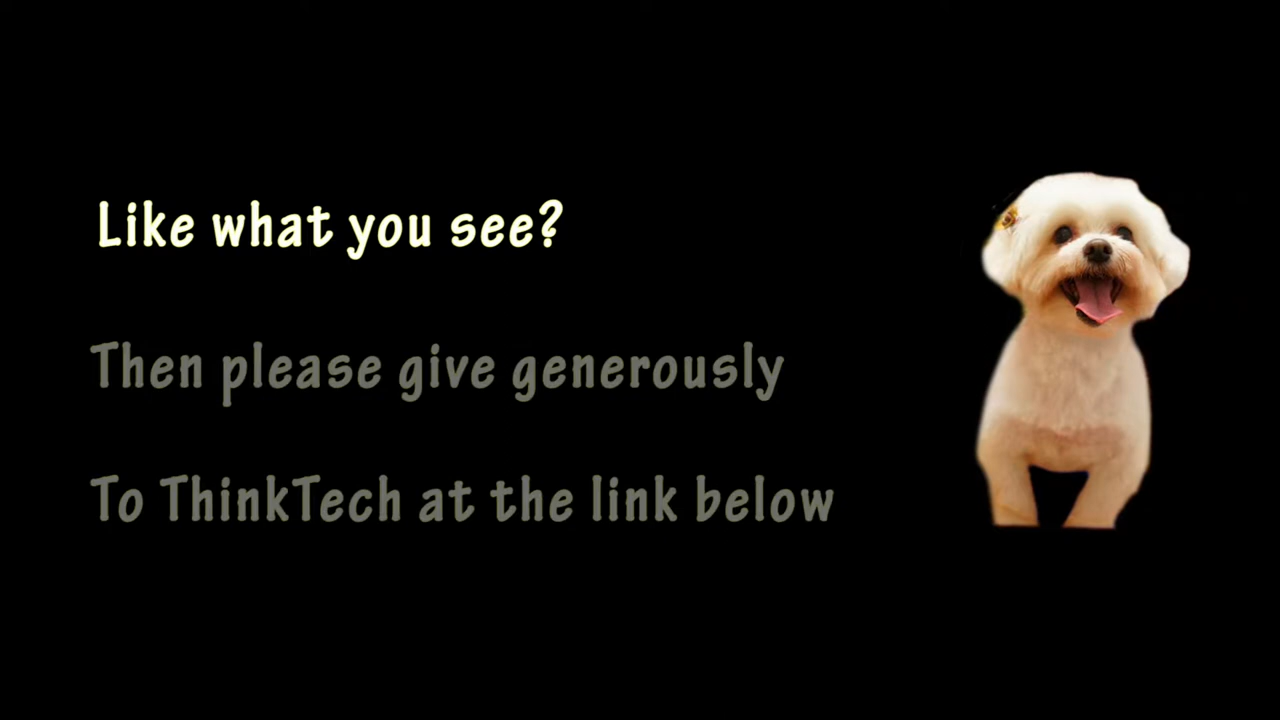 Like what you see?
Then please give generously
To ThinkTech at the link below